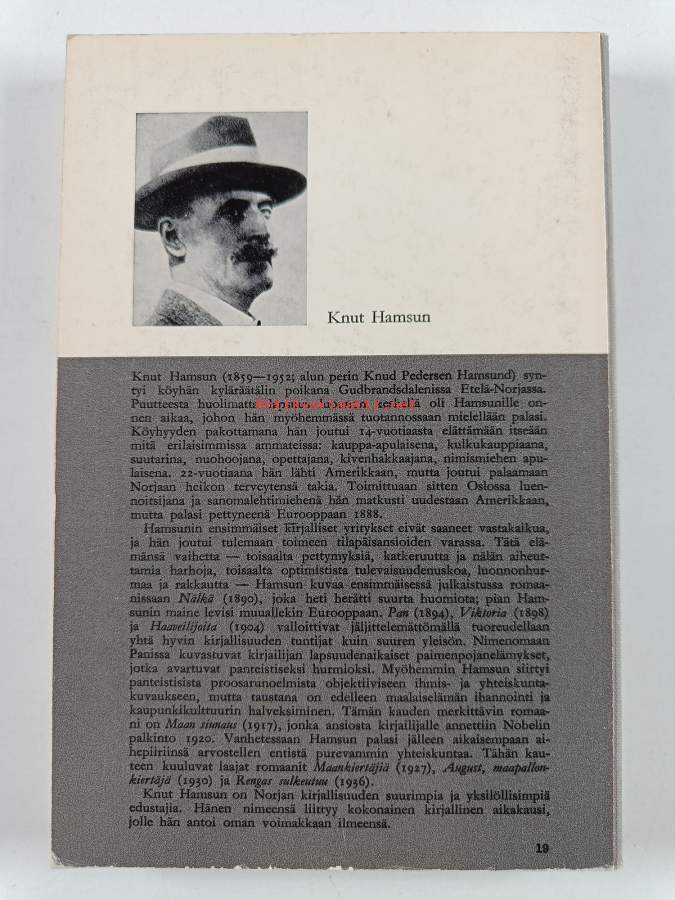 Knut Hamsun
Knut Hamsun (1859—1952; alun perin Knud Pedersen Hamsund) syn-
tyi köyhän kyläräätälin poikana Gudbrandsdalenissa Etelä-Norjassa.
Puutteesta huolimatta oli Hamsunille on-
nen aikaa, johon hän myöhemmässä tuotannossaan mielellään palasi.
Köyhyyden pakottamana hän joutui 14-vuotiaasta elättämään itseään
mitä erilaisimmissa ammateissa: kauppa-apulaisena, kulkukauppiaana,
suutarina, nuohoojana, opettajana, kivenhakkaajana, nimismiehen apu-
laisena. 22-vuotiaana hän lähti Amerikkaan, mutta joutui palaamaan
Norjaan heikon terveytensä takia. Toimittuaan sitten Oslossa luen-
noitsijana ja sanomalehtimiehenä hän matkusti uudestaan Amerikkaan,
mutta palasi pettyneenä Eurooppaan 1888.
Hamsunin ensimmäiset kirjalliset yritykset eivät saaneet vastakaikua,
ja hän joutui tulemaan toimeen tilapäisansioiden varassa. Tätä elä-
mänsä vaihetta — toisaalta pettymyksiä, katkeruutta ja nälän aiheut-
tamia harhoja, toisaalta optimistista tulevaisuudenuskoa, luonnonhur-
maa ja rakkautta — Hamsun kuvaa ensimmäisessä julkaistussa romaa-
nissaan Nälkä (1890), joka heti herätti suurta huomiota; pian Ham-
sunin maine levisi muuallekin Eurooppaan. Pan (1894), Viktoria (1898)
ja Haaveilijoita (1904) valloittivat jäljittelemättömällä tuoreudellaan
yhtä hyvin kirjallisuuden tuntijat kuin suuren yleisön. Nimenomaan
Panissa kuvastuvat kirjailijan lapsuudenaikaiset paimenpojanelämykset,
jotka avartuvat panteistiseksi hurmioksi. Myöhemmin Hamsun siirtyi
panteistisista proosarunoelmista objektiiviseen ihmis- ja yhteiskunta-
kuvaukseen, mutta taustana on edelleen maalaiselämän ihannointi ja
kaupunkikulttuurin halveksiminen. Tämän kauden merkittävin romaa-
ni on Maan siunaus (1917), jonka ansiosta kirjailijalle annettiin Nobelin
palkinto 1920. Vanhetessaan Hamsun palasi jälleen aikaisempaan ai-
hepiiriinsä arvostellen entistä purevammin yhteiskuntaa. Tähän kau-
teen kuuluvat laajat romaanit Maankiertäjiä (1927), August, maapallon-
kiertäjä (1930) ja Rengas sulkeutuu (1936).
Knut Hamsun on Norjan kirjallisuuden suurimpia ja yksilöllisimpiä
edustajia. Hänen nimeensä liittyy kokonainen kirjallinen aikakausi,
jolle hän antoi oman voimakkaan ilmeensä.
19